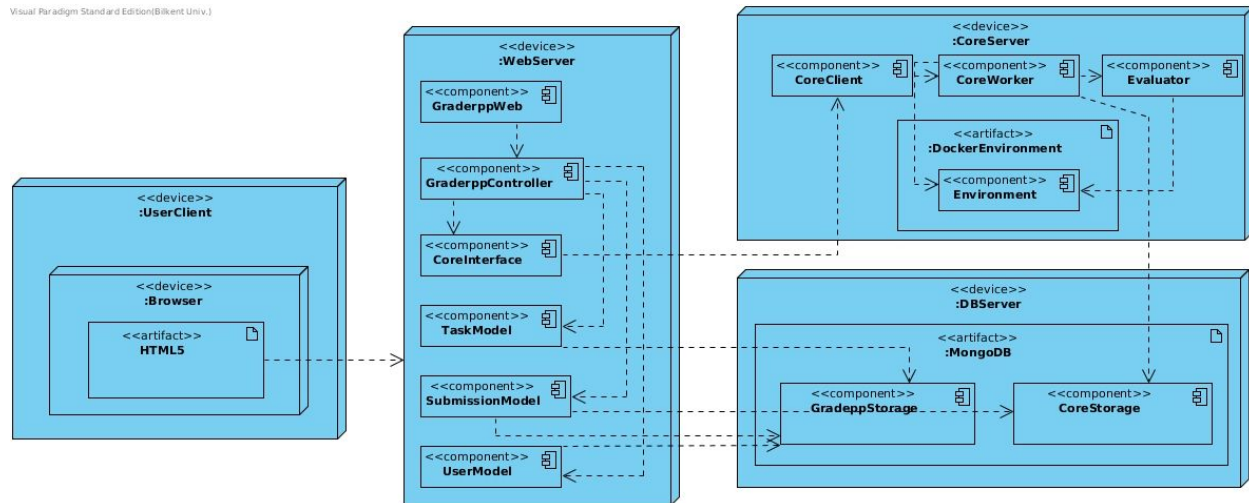 Visual Paradigm Standard Edition(Bilkent Univ.)
<<device>>
:UserClient
<<device>>
:Browser
<<artifact>>
HTML5
<<device>>
:WebServer
<<component>>
GraderppWeb
<<component>>
GraderppController
<<component>>
CoreInterface
<<component>>
TaskModel
<<component>>
SubmissionModel
<<component>>
UserModel
<<device>>
:CoreServer
<<component>>
CoreClient
<<component>>
CoreWorker
<<component>>
Evaluator
<<artifact>>
:DockerEnvironment
<<component>>
Environment
<<device>>
:DBServer
<<artifact>>
:MongoDB
<<component>>
GradeppStorage
<<component>>
CoreStorage